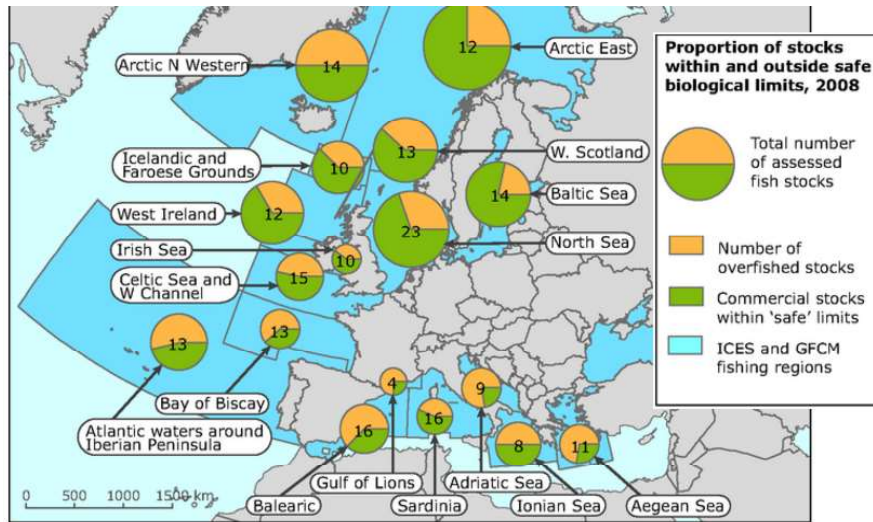 Arctic N Western
14
12
Arctic East
Icelandic and
Faroese Grounds
10
13
W. Scotland
West Ireland
12
14
Baltic Sea
Irish Sea
10
23
North Sea
Celtic Sea and
W Channel
15
13
13
Bay of Biscay
Atlantic waters around
Iberian Peninsula
4
9
16
16
8
11
Gulf of Lions
Adriatic Sea
Balearic
Sardinia
Ionian Sea
Aegean Sea
0
500
1000
1500 km
Proportion of stocks
within and outside safe
biological limits, 2008
Total number
of assessed
fish stocks
Number of
overfished stocks
Commercial stocks
within ‘safe’ limits
ICES and GFCM
fishing regions